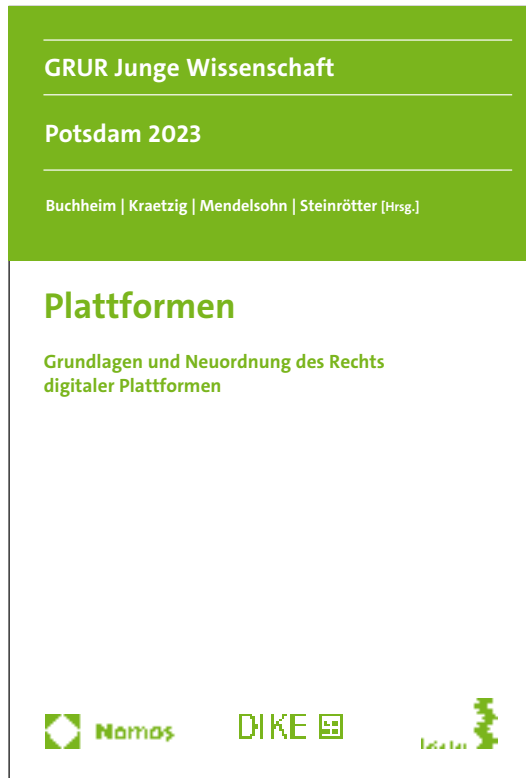 GRUR Junge Wissenschaft
Potsdam 2023
Buchheim | Kraetzig | Mendelsohn | Steinrötter [Hrsg.]
Plattformen
Grundlagen und Neuordnung des Rechts
digitaler Plattformen
Nomos
DIKE